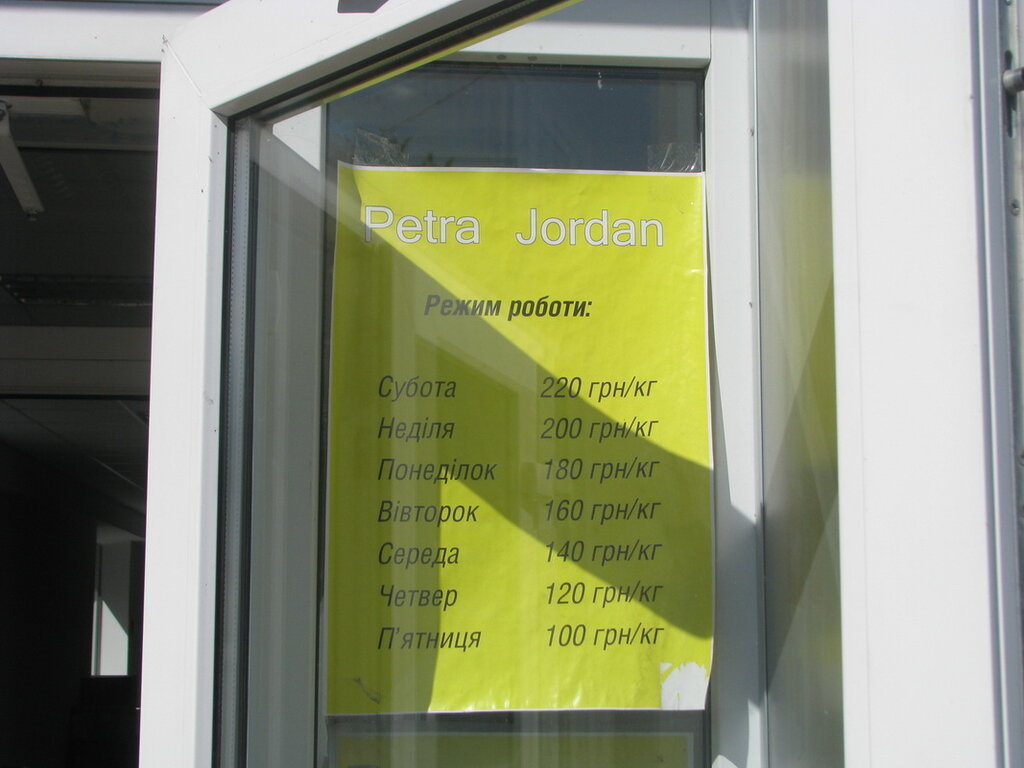 Petra Jordan
Режим роботи:
Субота 220 грн/кг
Неділя 200 грн/кг
Понеділок 180 грн/кг
Вівторок 160 грн/кг
Середа 140 грн/кг
Четвер 120 грн/кг
П'ятниця 100 грн/кг